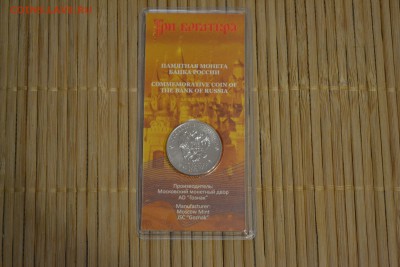 Три богатыря
ПАМЯТНАЯ МОНЕТА
БАНКА РОССИИ
COMMEMORATIVE COIN OF
THE BANK OF RUSSIA
Производитель:
Московский монетный двор
АО "Гознак"
Manufacturer:
Moscow Mint
JSC "Goznak"